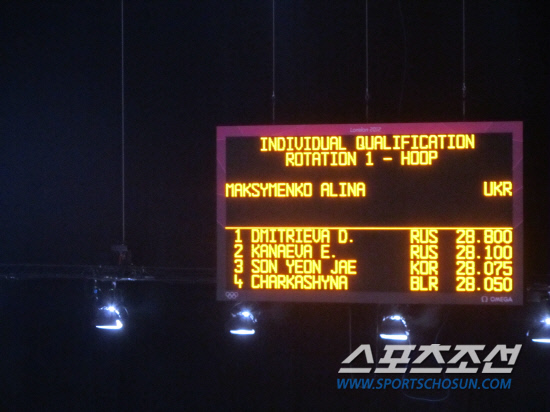 London 2012
INDIVIDUAL QUALIFICATION
ROTATION 1 - HOOP
MAKSYMENKO ALINA UKR
1 DMITRIEVA D. RUS 28.800
2 KANAEVA E. RUS 28.100
3 SON YEON JAE KOR 28.075
4 CHARKASHYNA BLR 28.050
OMEGA
스포츠조선
WWW.SPORTSCHOSUN.COM